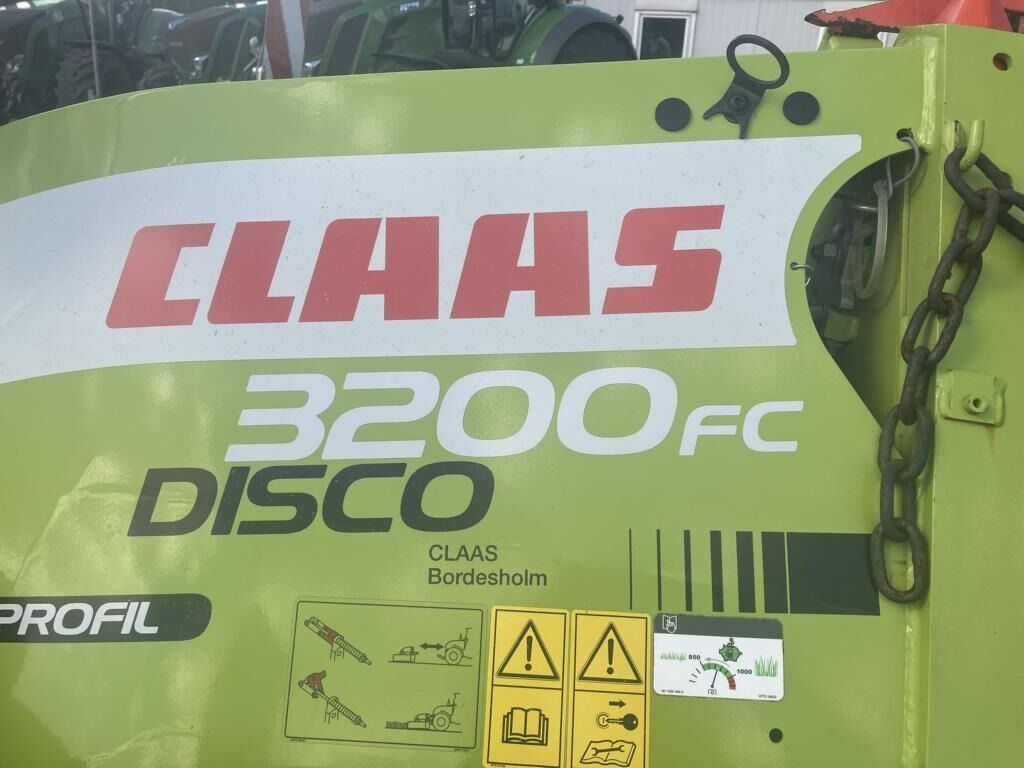 CLAAS
3200FC
DISCO
CLAAS
Bordesholm
PROFIL
850
1000